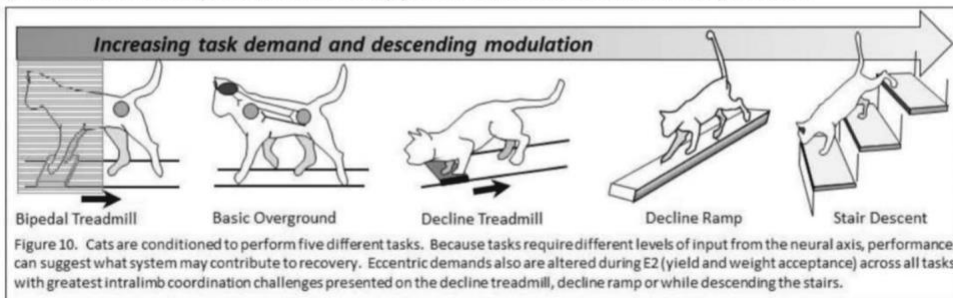 Increasing task demand and descending modulation
Bipedal Treadmill
Basic Overground
Decline Treadmill
Decline Ramp
Stair Descent
Figure 10. Cats are conditioned to perform five different tasks. Because tasks require different levels of input from the neural axis, performance
can suggest what system may contribute to recovery. Eccentric demands also are altered during E2 (yield and weight acceptance) across all tasks
with greatest intralimb coordination challenges presented on the decline treadmill, decline ramp or while descending the stairs.